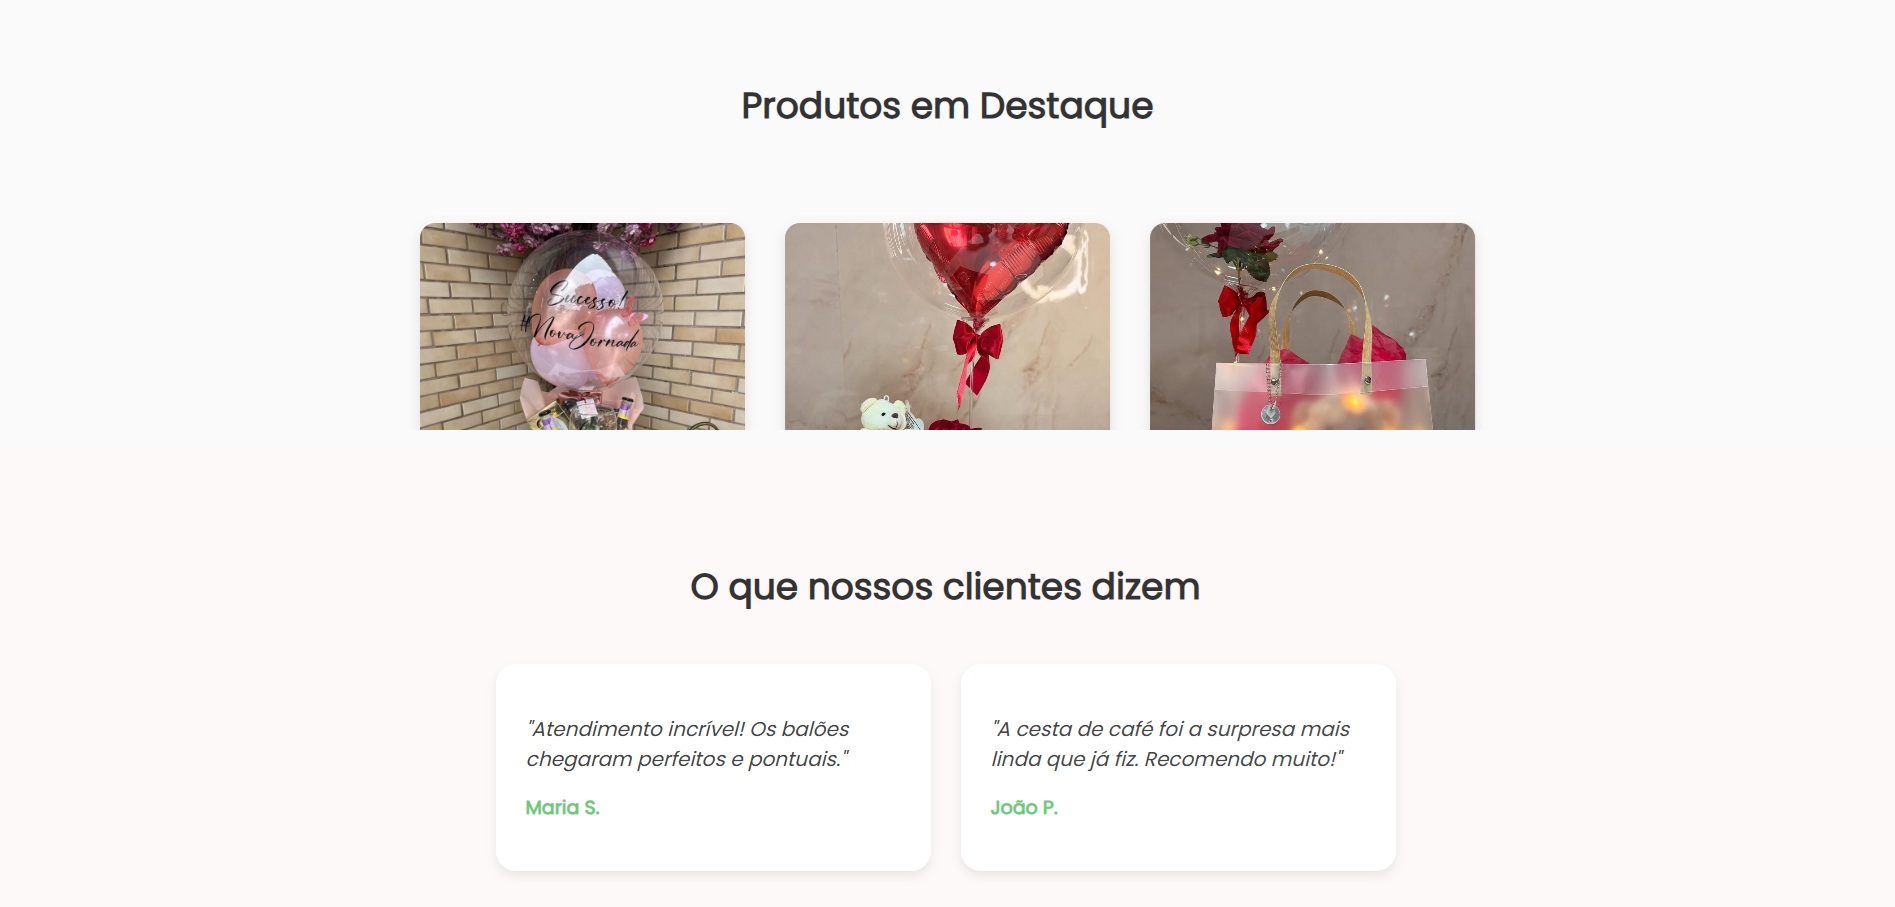 Produtos em Destaque
Sucesso!
#NovaJornada
O que nossos clientes dizem
"Atendimento incrível! Os balões
chegaram perfeitos e pontuais."
Maria S.
"A cesta de café foi a surpresa mais
linda que já fiz. Recomendo muito!"
João P.